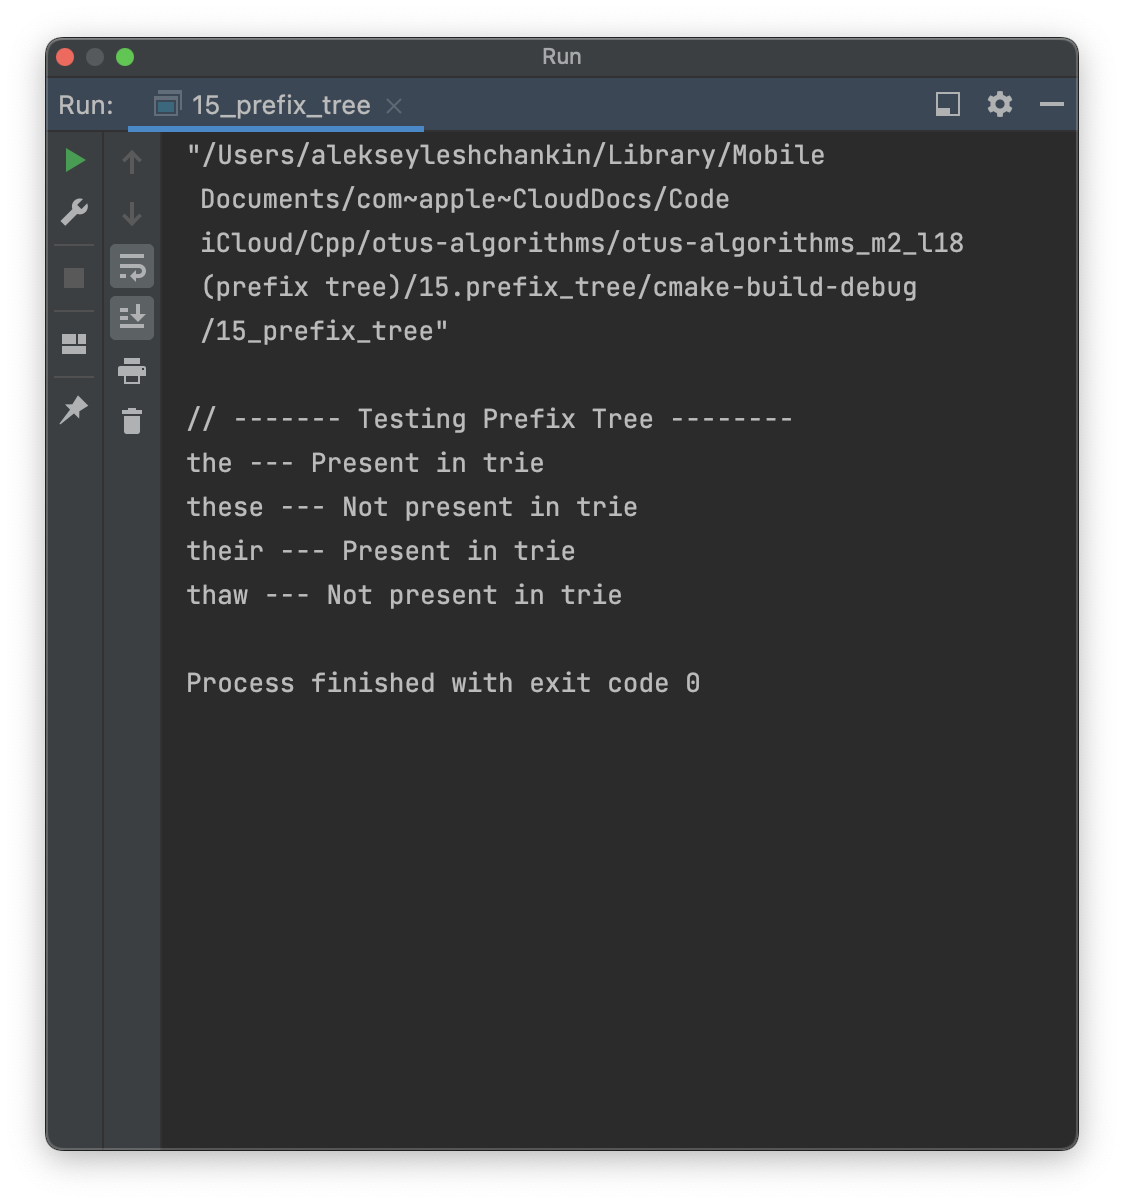 Run
Run: 15_prefix_tree
"/Users/alekseyleshchankin/Library/Mobile
Documents/com~apple~CloudDocs/Code
iCloud/Cpp/otus-algorithms/otus-algorithms_m2_l18
(prefix tree)/15.prefix_tree/cmake-build-debug
/15_prefix_tree"
// ------- Testing Prefix Tree --------
the --- Present in trie
these --- Not present in trie
their --- Present in trie
thaw --- Not present in trie
Process finished with exit code 0